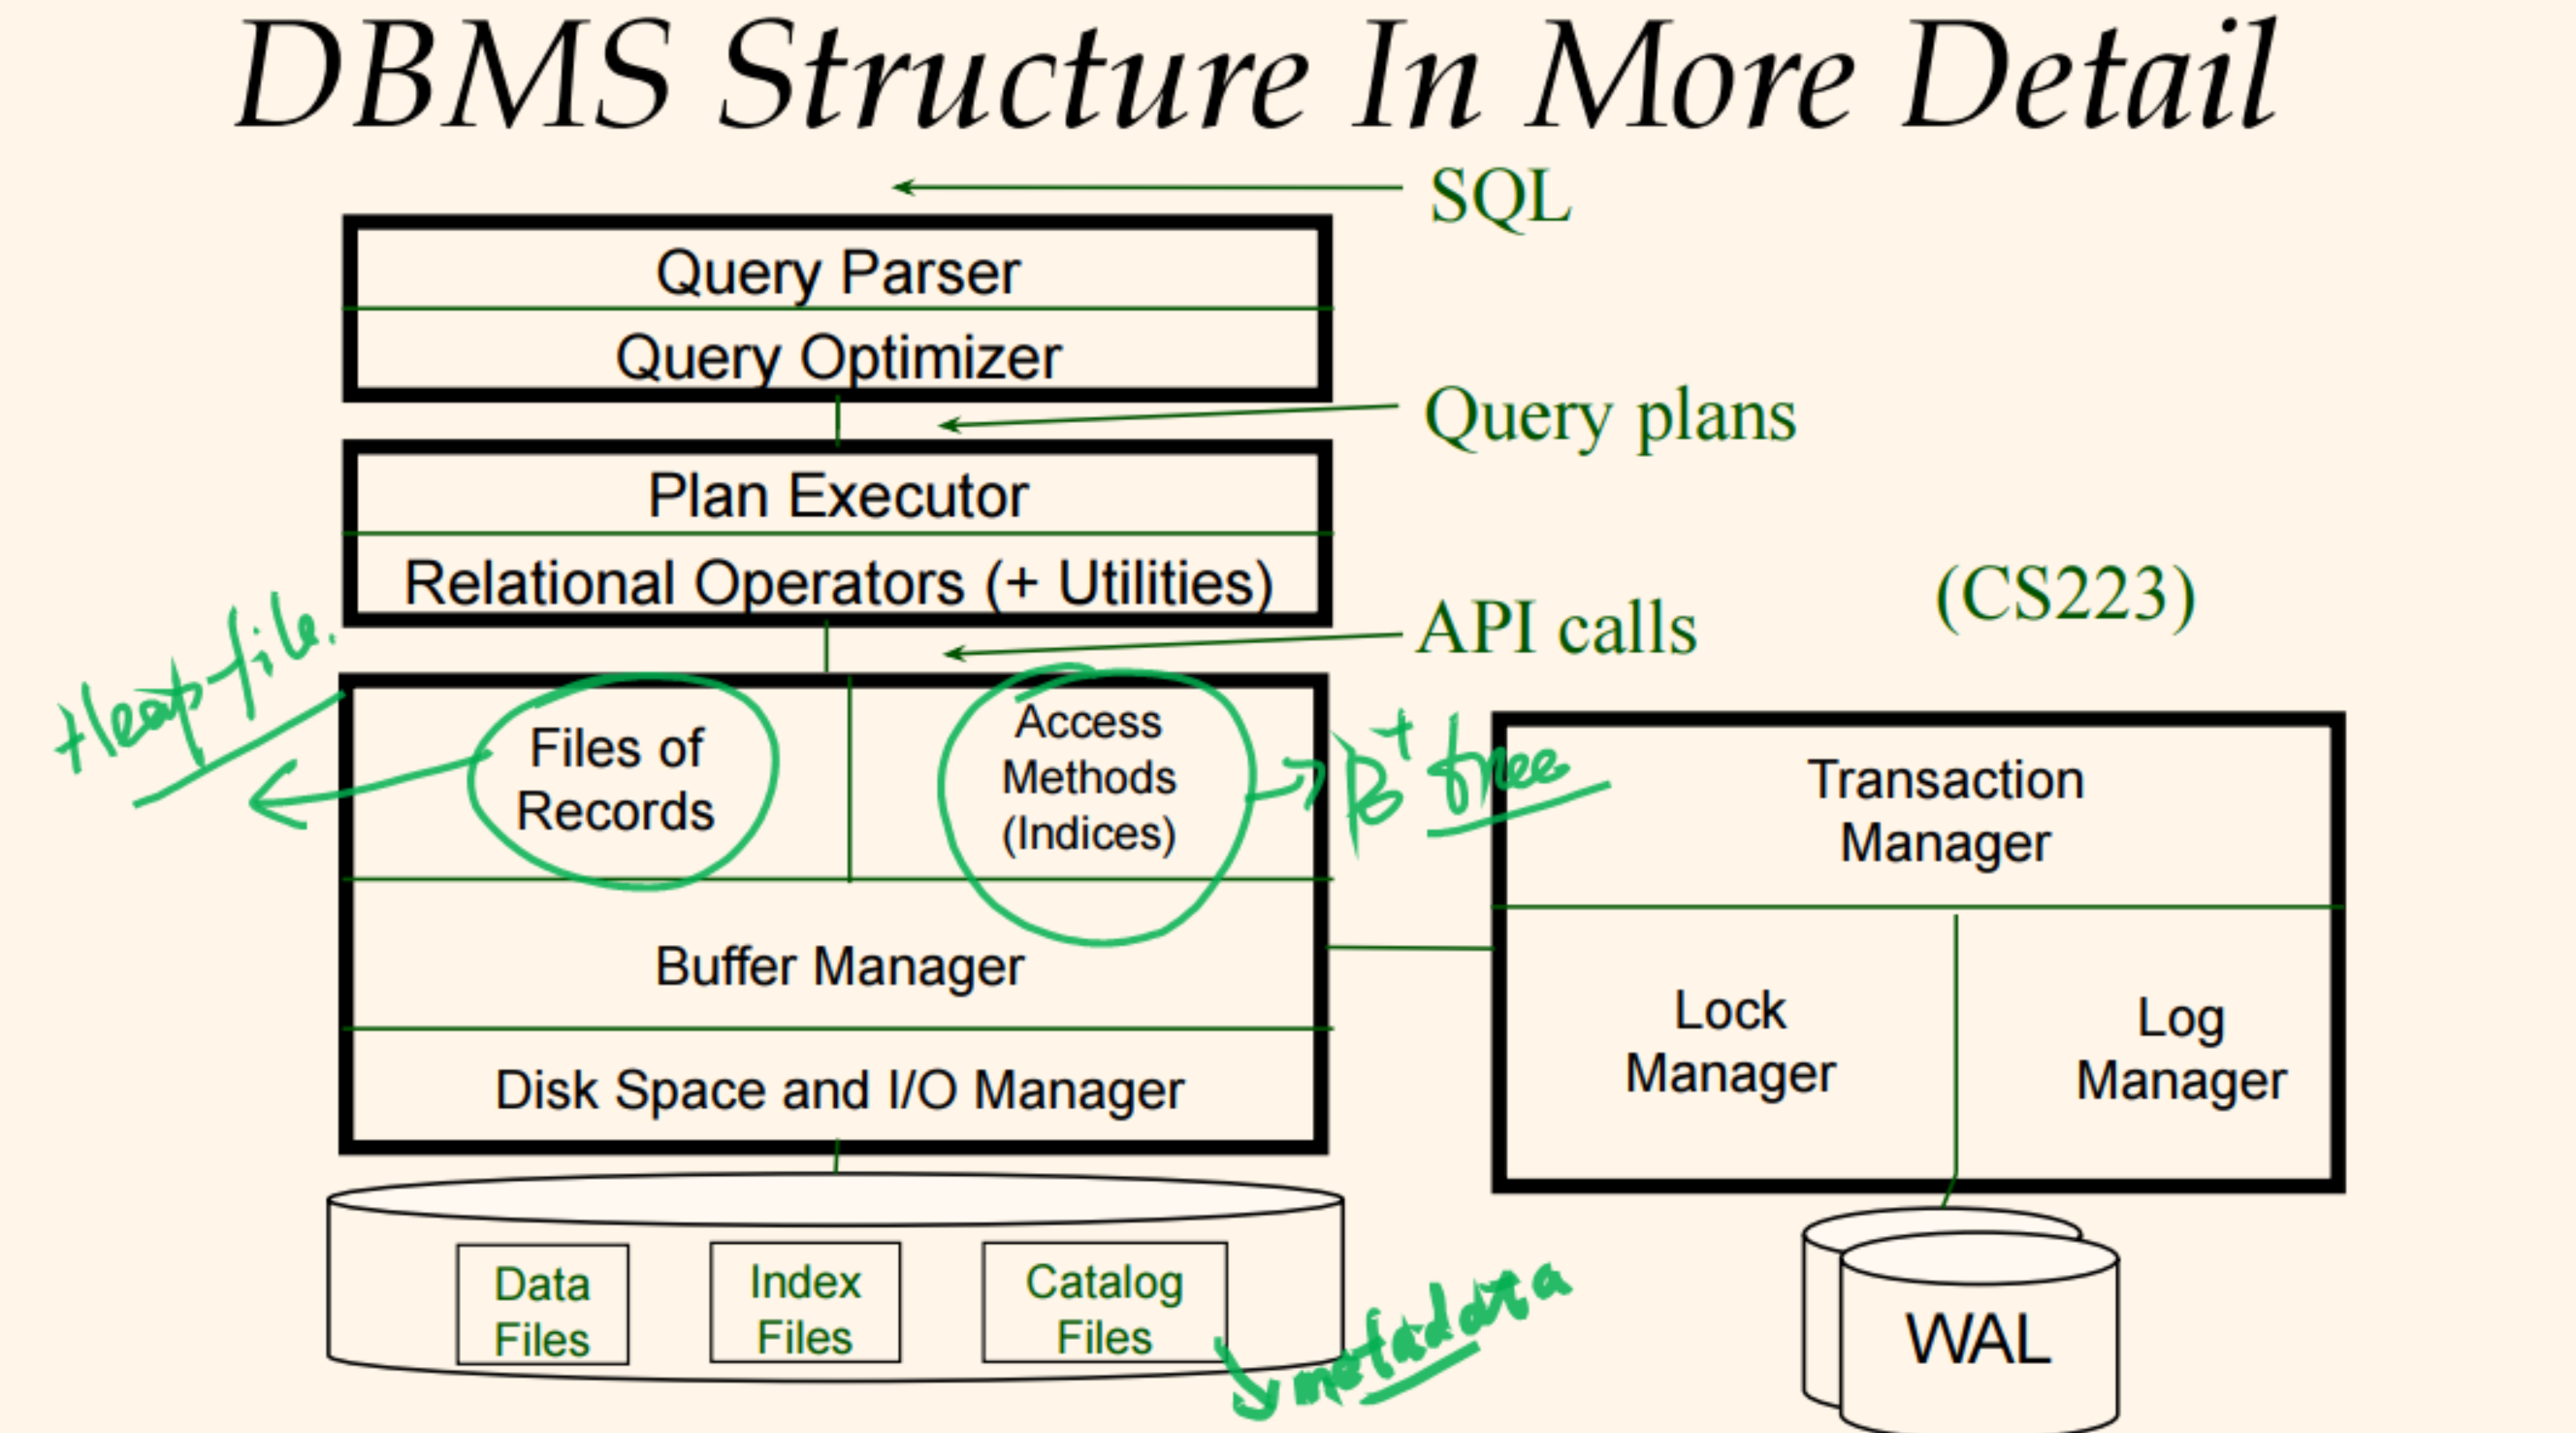 DBMS Structure In More Detail
SQL
Query Parser
Query Optimizer
Query plans
Plan Executor
Relational Operators (+ Utilities)
API calls
(CS223)
Heap file.
Files of
Records
Access
Methods
(Indices)
B+ tree
Buffer Manager
Disk Space and I/O Manager
Transaction
Manager
Lock
Manager
Log
Manager
Data
Files
Index
Files
Catalog
Files
metadata
WAL